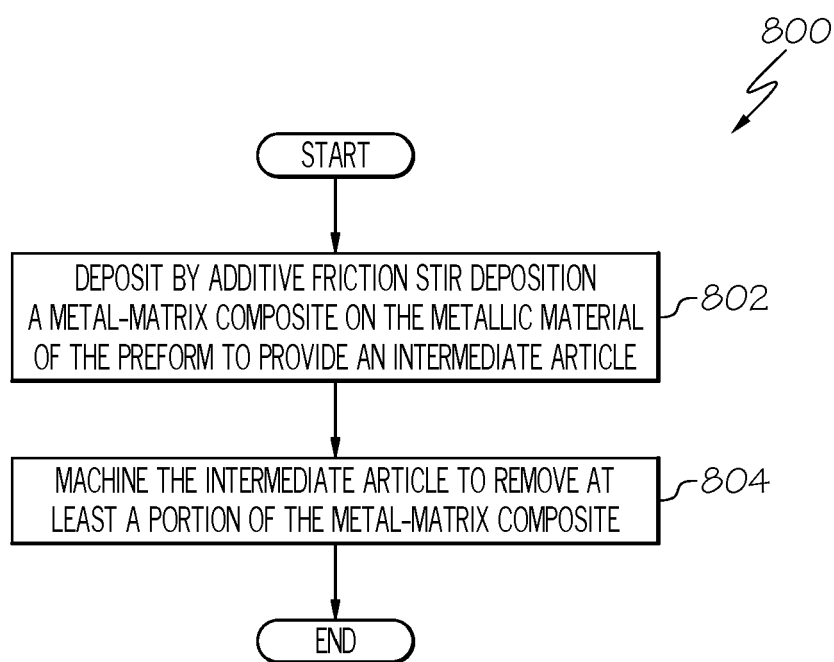 800
START
DEPOSIT BY ADDITIVE FRICTION STIR DEPOSITION
A METAL-MATRIX COMPOSITE ON THE METALLIC MATERIAL
OF THE PREFORM TO PROVIDE AN INTERMEDIATE ARTICLE
802
MACHINE THE INTERMEDIATE ARTICLE TO REMOVE AT
LEAST A PORTION OF THE METAL-MATRIX COMPOSITE
804
END